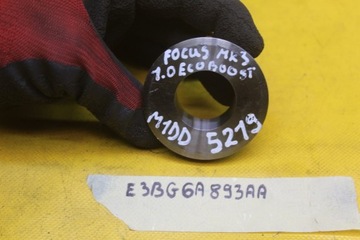 FOCUS MK3
1.0 ECOBOOST
M1DD 5219
E3BG6A893AA